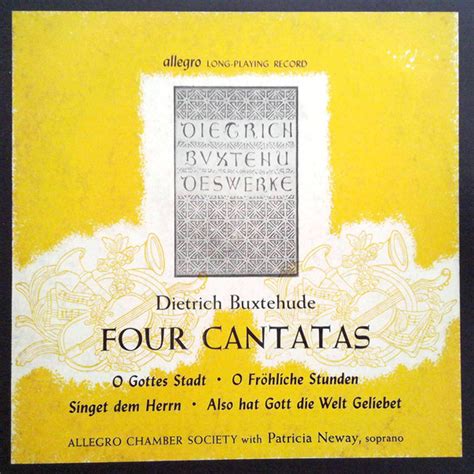 allegro LONG-PLAYING RECORD
DIETRICH
BVXTEHU
DESWERKE
Dietrich Buxtehude
FOUR CANTATAS
O Gottes Stadt · O Fröhliche Stunden
Singet dem Herrn · Also hat Gott die Welt Geliebet
ALLEGRO CHAMBER SOCIETY with Patricia Neway, soprano